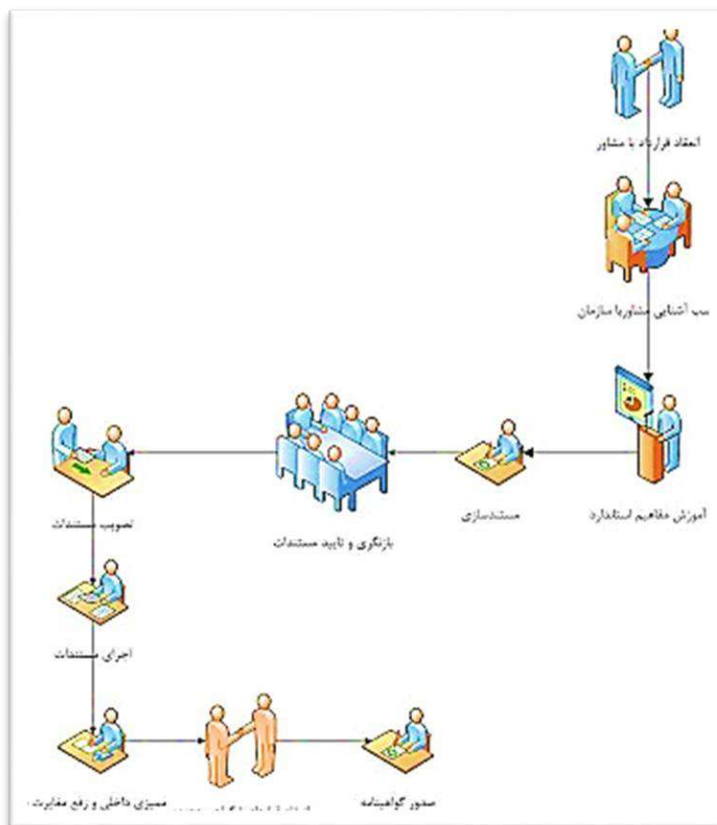 انعقاد قرارداد با مشاور
آشنایی مشاور با سازمان
آموزش مفاهیم استاندارد
مستندسازی
بازنگری و تایید مستندات
تصویب مستندات
اجرای مستندات
ممیزی داخلی و رفع مغایرت
صدور گواهینامه